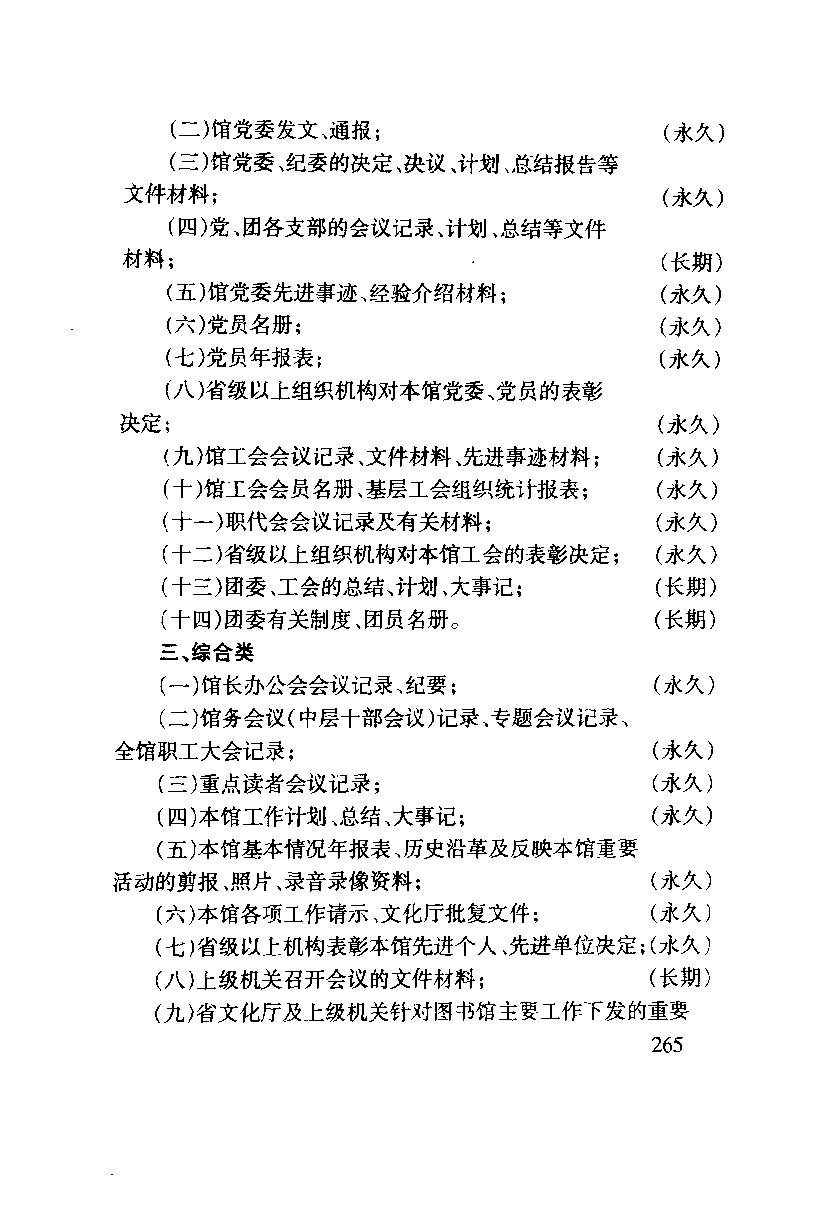 (二)馆党委发文、通报； (永久)
(三)馆党委、纪委的决定、决议、计划、总结报告等
文件材料； (永久)
(四)党、团各支部的会议记录、计划、总结等文件
材料； (长期)
(五)馆党委先进事迹、经验介绍材料； (永久)
(六)党员名册； (永久)
(七)党员年报表； (永久)
(八)省级以上组织机构对本馆党委、党员的表彰
决定； (永久)
(九)馆工会会议记录、文件材料、先进事迹材料； (永久)
(十)馆工会会员名册、基层工会组织统计报表； (永久)
(十一)职代会会议记录及有关材料； (永久)
(十二)省级以上组织机构对本馆工会的表彰决定； (永久)
(十三)团委、工会的总结、计划、大事记； (长期)
(十四)团委有关制度、团员名册。 (长期)
三、综合类
(一)馆长办公会会议记录、纪要； (永久)
(二)馆务会议(中层十部会议)记录、专题会议记录、
全馆职工大会记录； (永久)
(三)重点读者会议记录； (永久)
(四)本馆工作计划、总结、大事记； (永久)
(五)本馆基本情况年报表、历史沿革及反映本馆重要
活动的剪报、照片、录音录像资料； (永久)
(六)本馆各项工作请示、文化厅批复文件； (永久)
(七)省级以上机构表彰本馆先进个人、先进单位决定；(永久)
(八)上级机关召开会议的文件材料； (长期)
(九)省文化厅及上级机关针对图书馆主要工作下发的重要
265